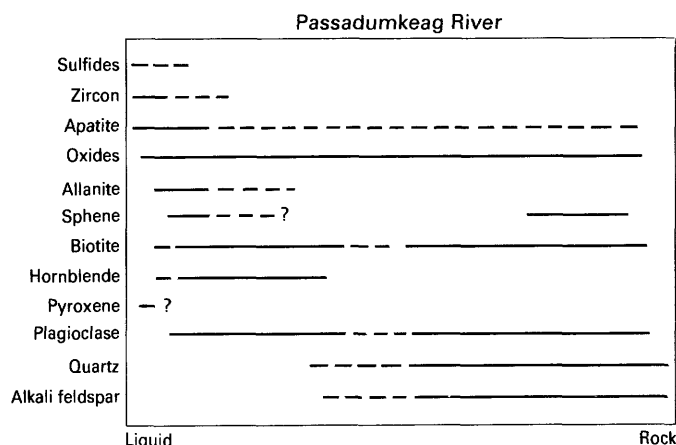 Passadumkeag River
Sulfides
Zircon
Apatite
Oxides
Allanite
Sphene ?
Biotite
Hornblende
Pyroxene ?
Plagioclase
Quartz
Alkali feldspar
Liquid Rock